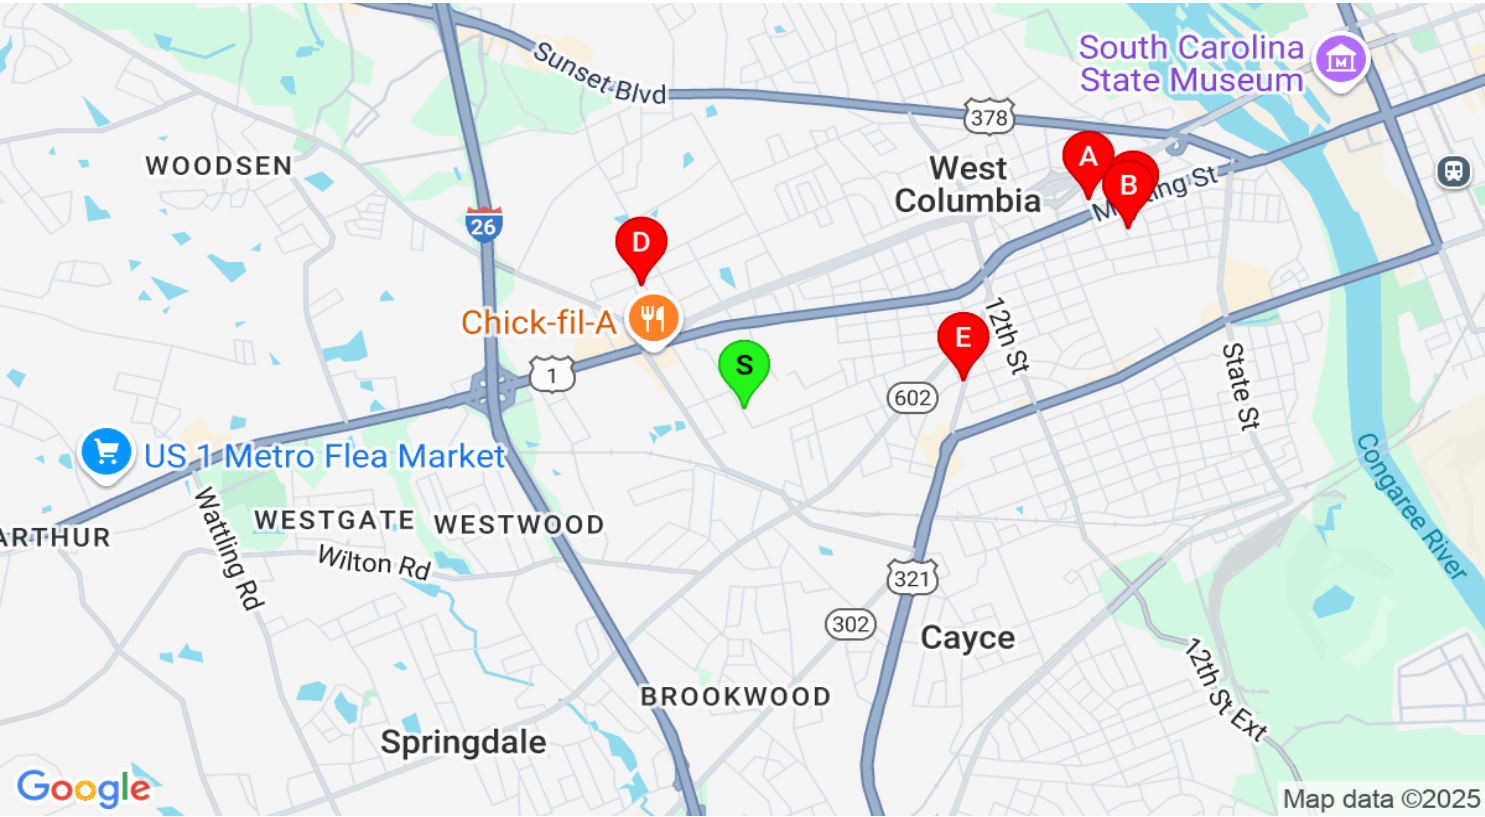 South Carolina
State Museum
Sunset Blvd
378
A
West
Columbia
WOODSEN
B
26
D
Chick-fil-A
12th St
E
1
S
602
State St
US 1 Metro Flea Market
Congaree River
Wattling Rd
WESTGATE
WESTWOOD
ARTHUR
Wilton Rd
321
302
Cayce
12th St Ext
BROOKWOOD
Springdale
Google
Map data ©2025